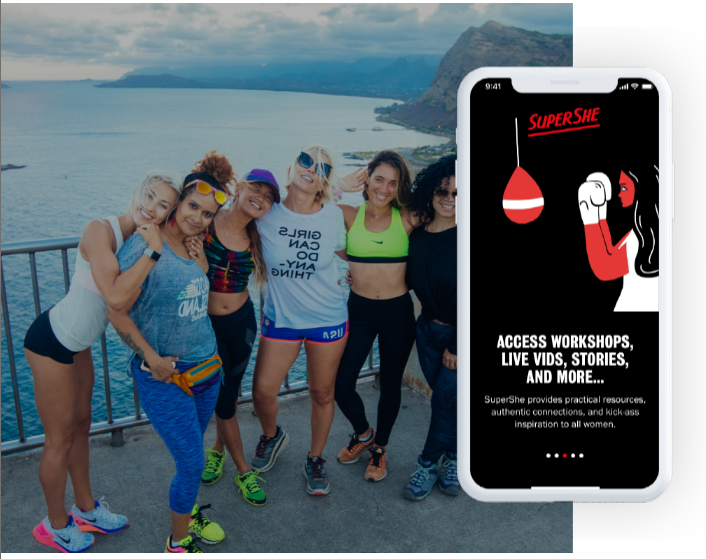 GIRLS
CAN
DO
ANY-
THING
USA
9:41
SUPERSHE
ACCESS WORKSHOPS,
LIVE VIDS, STORIES,
AND MORE...
SuperShe provides practical resources,
authentic connections, and kick-ass
inspiration to all women.